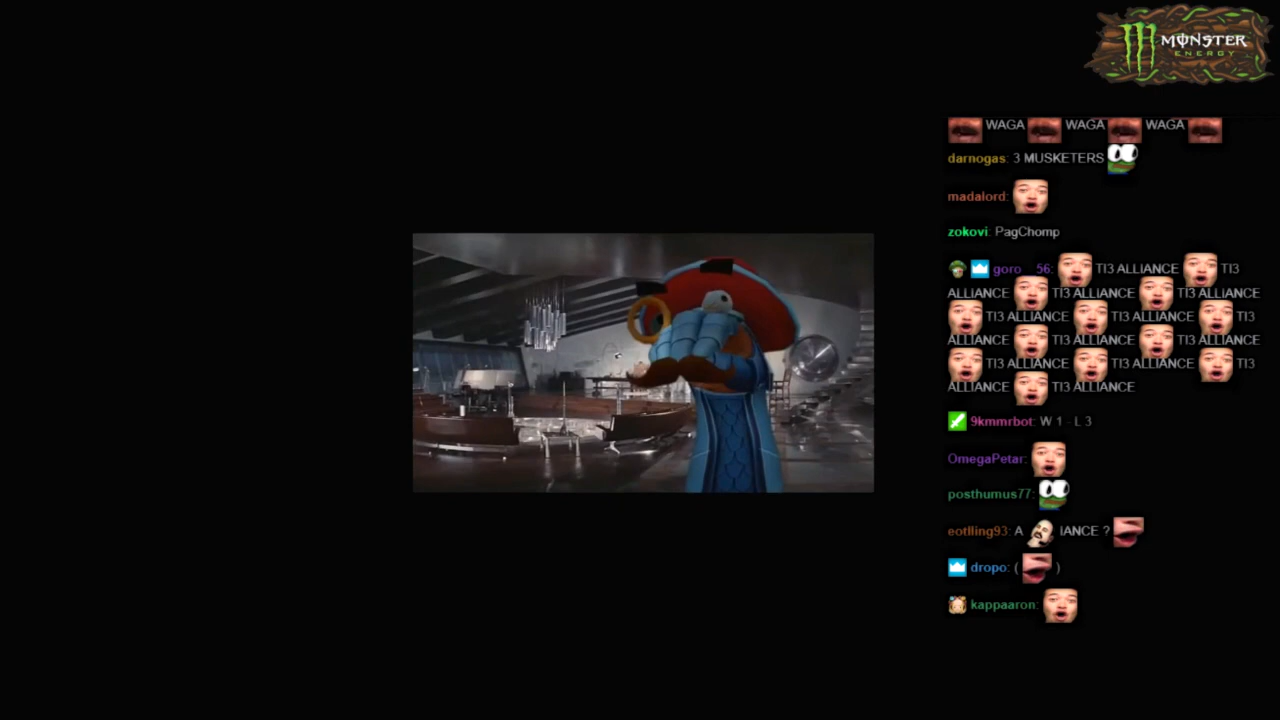 MONSTER
ENERGY
WAGA WAGA WAGA
darnogas: 3 MUSKETERS
madalord:
zokovi: PagChomp
goro__56: TI3 ALLIANCE TI3
ALLIANCE TI3 ALLIANCE TI3 ALLIANCE
TI3 ALLIANCE TI3 ALLIANCE TI3
ALLIANCE TI3 ALLIANCE TI3 ALLIANCE
TI3 ALLIANCE TI3 ALLIANCE TI3
ALLIANCE TI3 ALLIANCE
9kmmrbot: W 1 - L 3
OmegaPetar:
posthumus77:
eotlling93: A IANCE ?
dropo: ( )
kappaaron: